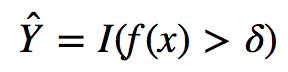 Ŷ = I(f(x) > δ)